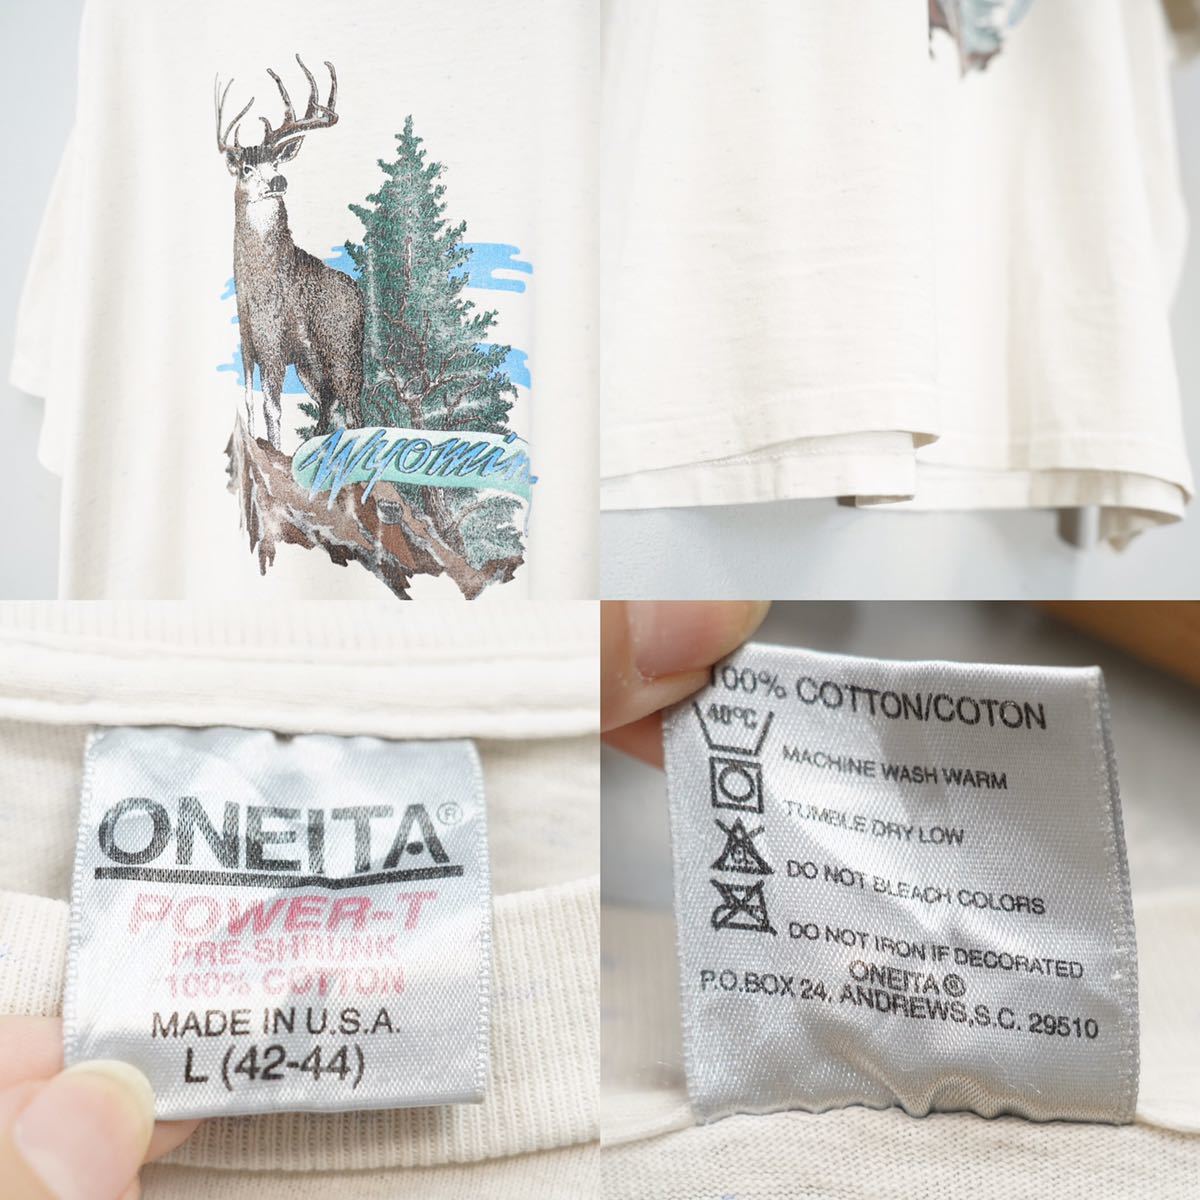 Wyomin
ONEITA®
POWER-T
PRE-SHRUNK
100% COTTON
MADE IN U.S.A.
L (42-44)
100% COTTON/COTON
40°C
MACHINE WASH WARM
TUMBLE DRY LOW
DO NOT BLEACH COLORS
DO NOT IRON IF DECORATED
ONEITA®
P.O.BOX 24, ANDREWS,S.C. 29510